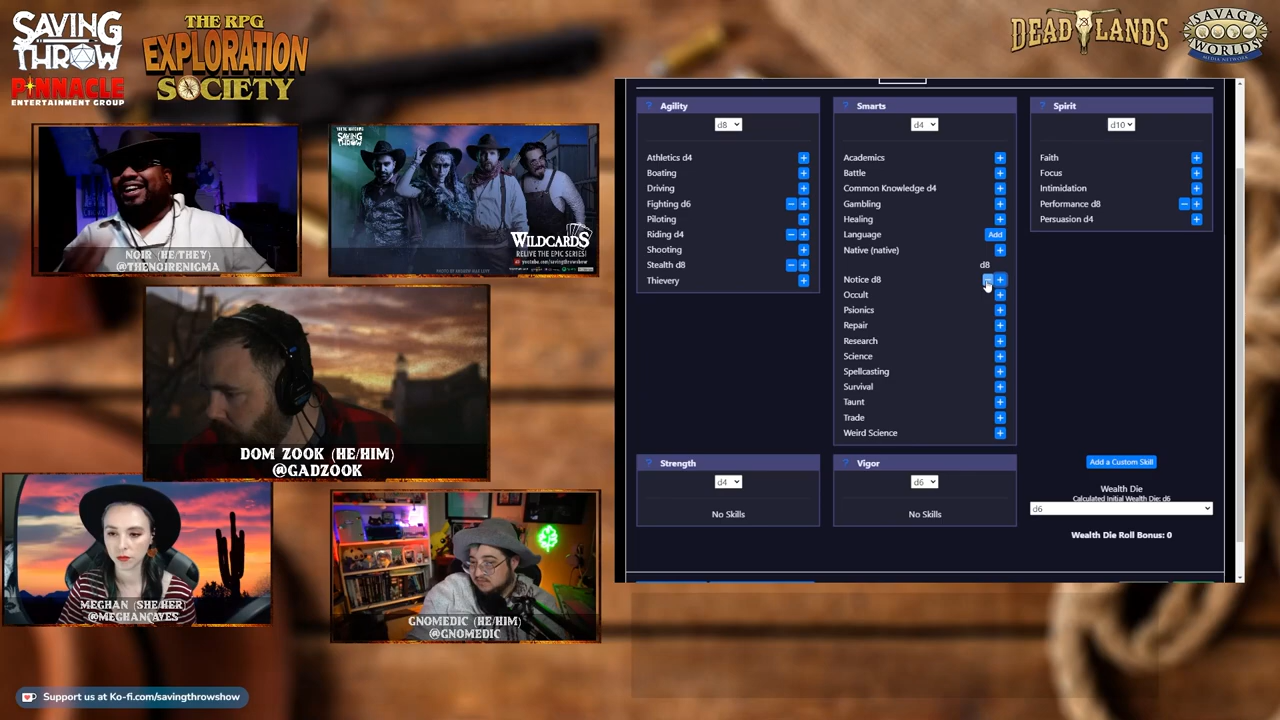 SAVING
THROW
PINNACLE
ENTERTAINMENT GROUP
THE RPG
EXPLORATION
SOCIETY
DEADLANDS
SAVAGE
WORLDS
MEDIA NETWORK
NOIR (HE/THEY)
@THENOIRENIGMA
SAVING
THROW
WILDCARDS
RELIVE THE EPIC SERIES!
DOM ZOOK (HE/HIM)
@GADZOOK
MEGHAN (SHE/HER)
@MEGHANCAVES
GNOMEDIC (HE/HIM)
@GNOMEDIC
Support us at Ko-fi.com/savingthrowshow
? Agility
d8
Athletics d4 +
Boating +
Driving +
Fighting d6 − +
Piloting +
Riding d4 − +
Shooting +
Stealth d8 − +
Thievery +
? Smarts
d4
Academics +
Battle +
Common Knowledge d4 +
Gambling +
Healing +
Language Add
Native (native) +
d8
Notice d8 − +
Occult +
Psionics +
Repair +
Research +
Science +
Spellcasting +
Survival +
Taunt +
Trade +
Weird Science +
? Spirit
d10
Faith +
Focus +
Intimidation +
Performance d8 − +
Persuasion d4 +
? Strength
d4
No Skills
? Vigor
d6
No Skills
Add a Custom Skill
Wealth Die
Calculated Initial Wealth Die: d6
d6
Wealth Die Roll Bonus: 0